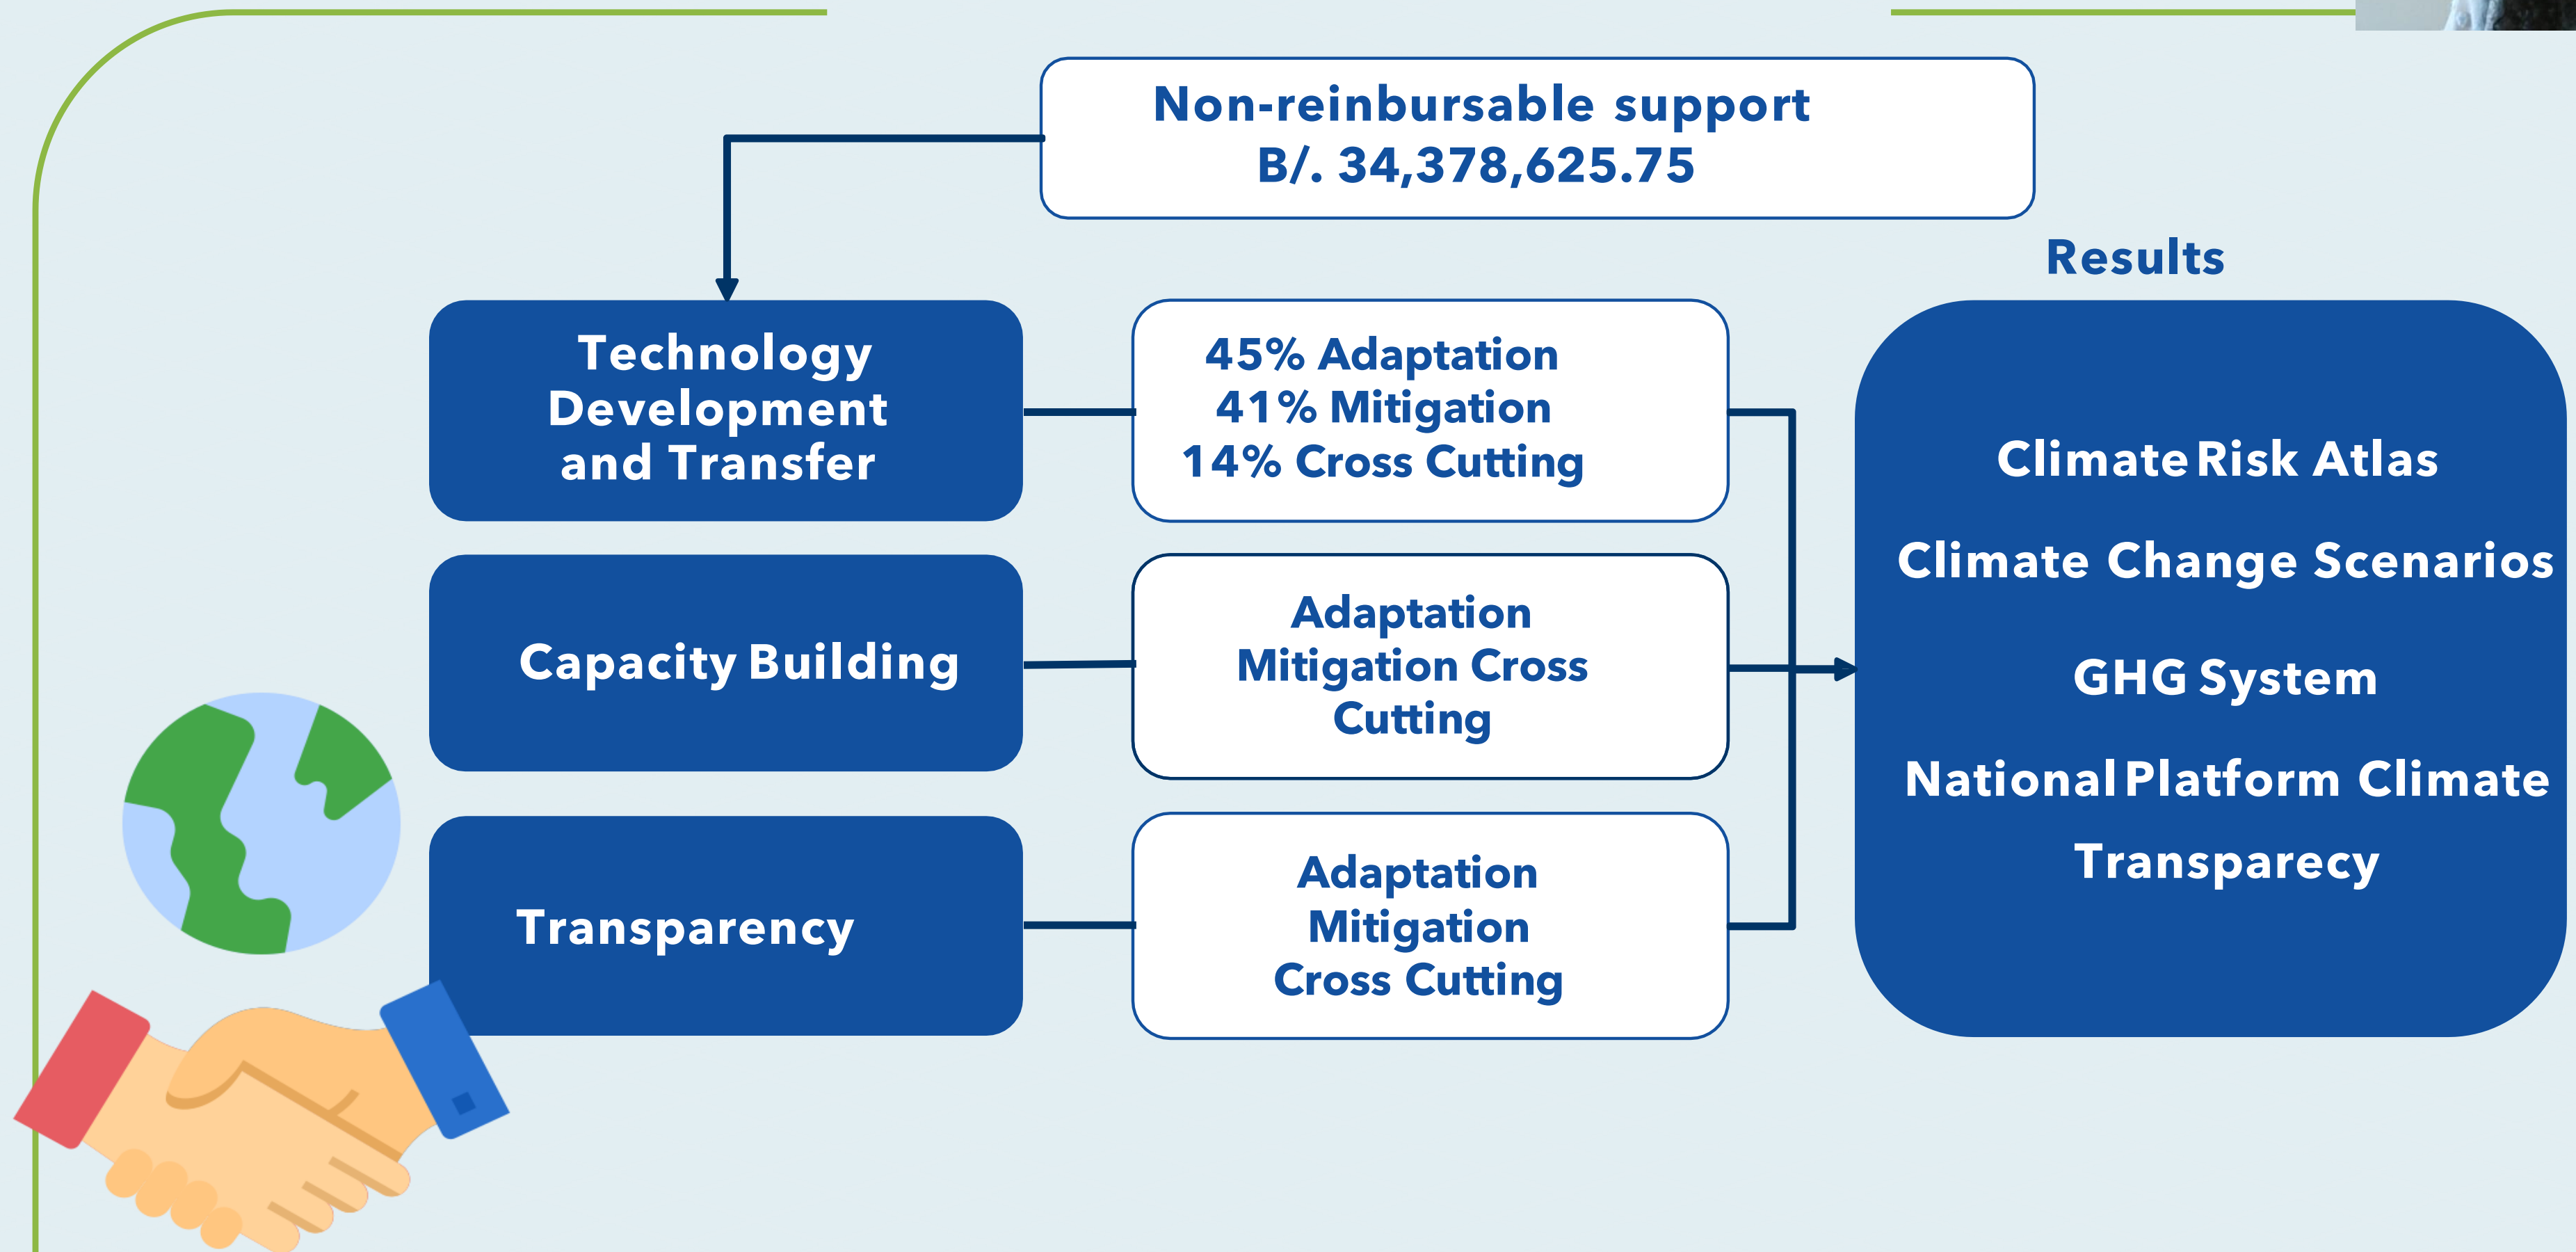 Non-reinbursable support
B/. 34,378,625.75
Results
Technology
Development
and Transfer
45% Adaptation
41% Mitigation
14% Cross Cutting
Capacity Building
Adaptation
Mitigation Cross
Cutting
Transparency
Adaptation
Mitigation
Cross Cutting
Climate Risk Atlas
Climate Change Scenarios
GHG System
National Platform Climate
Transparecy